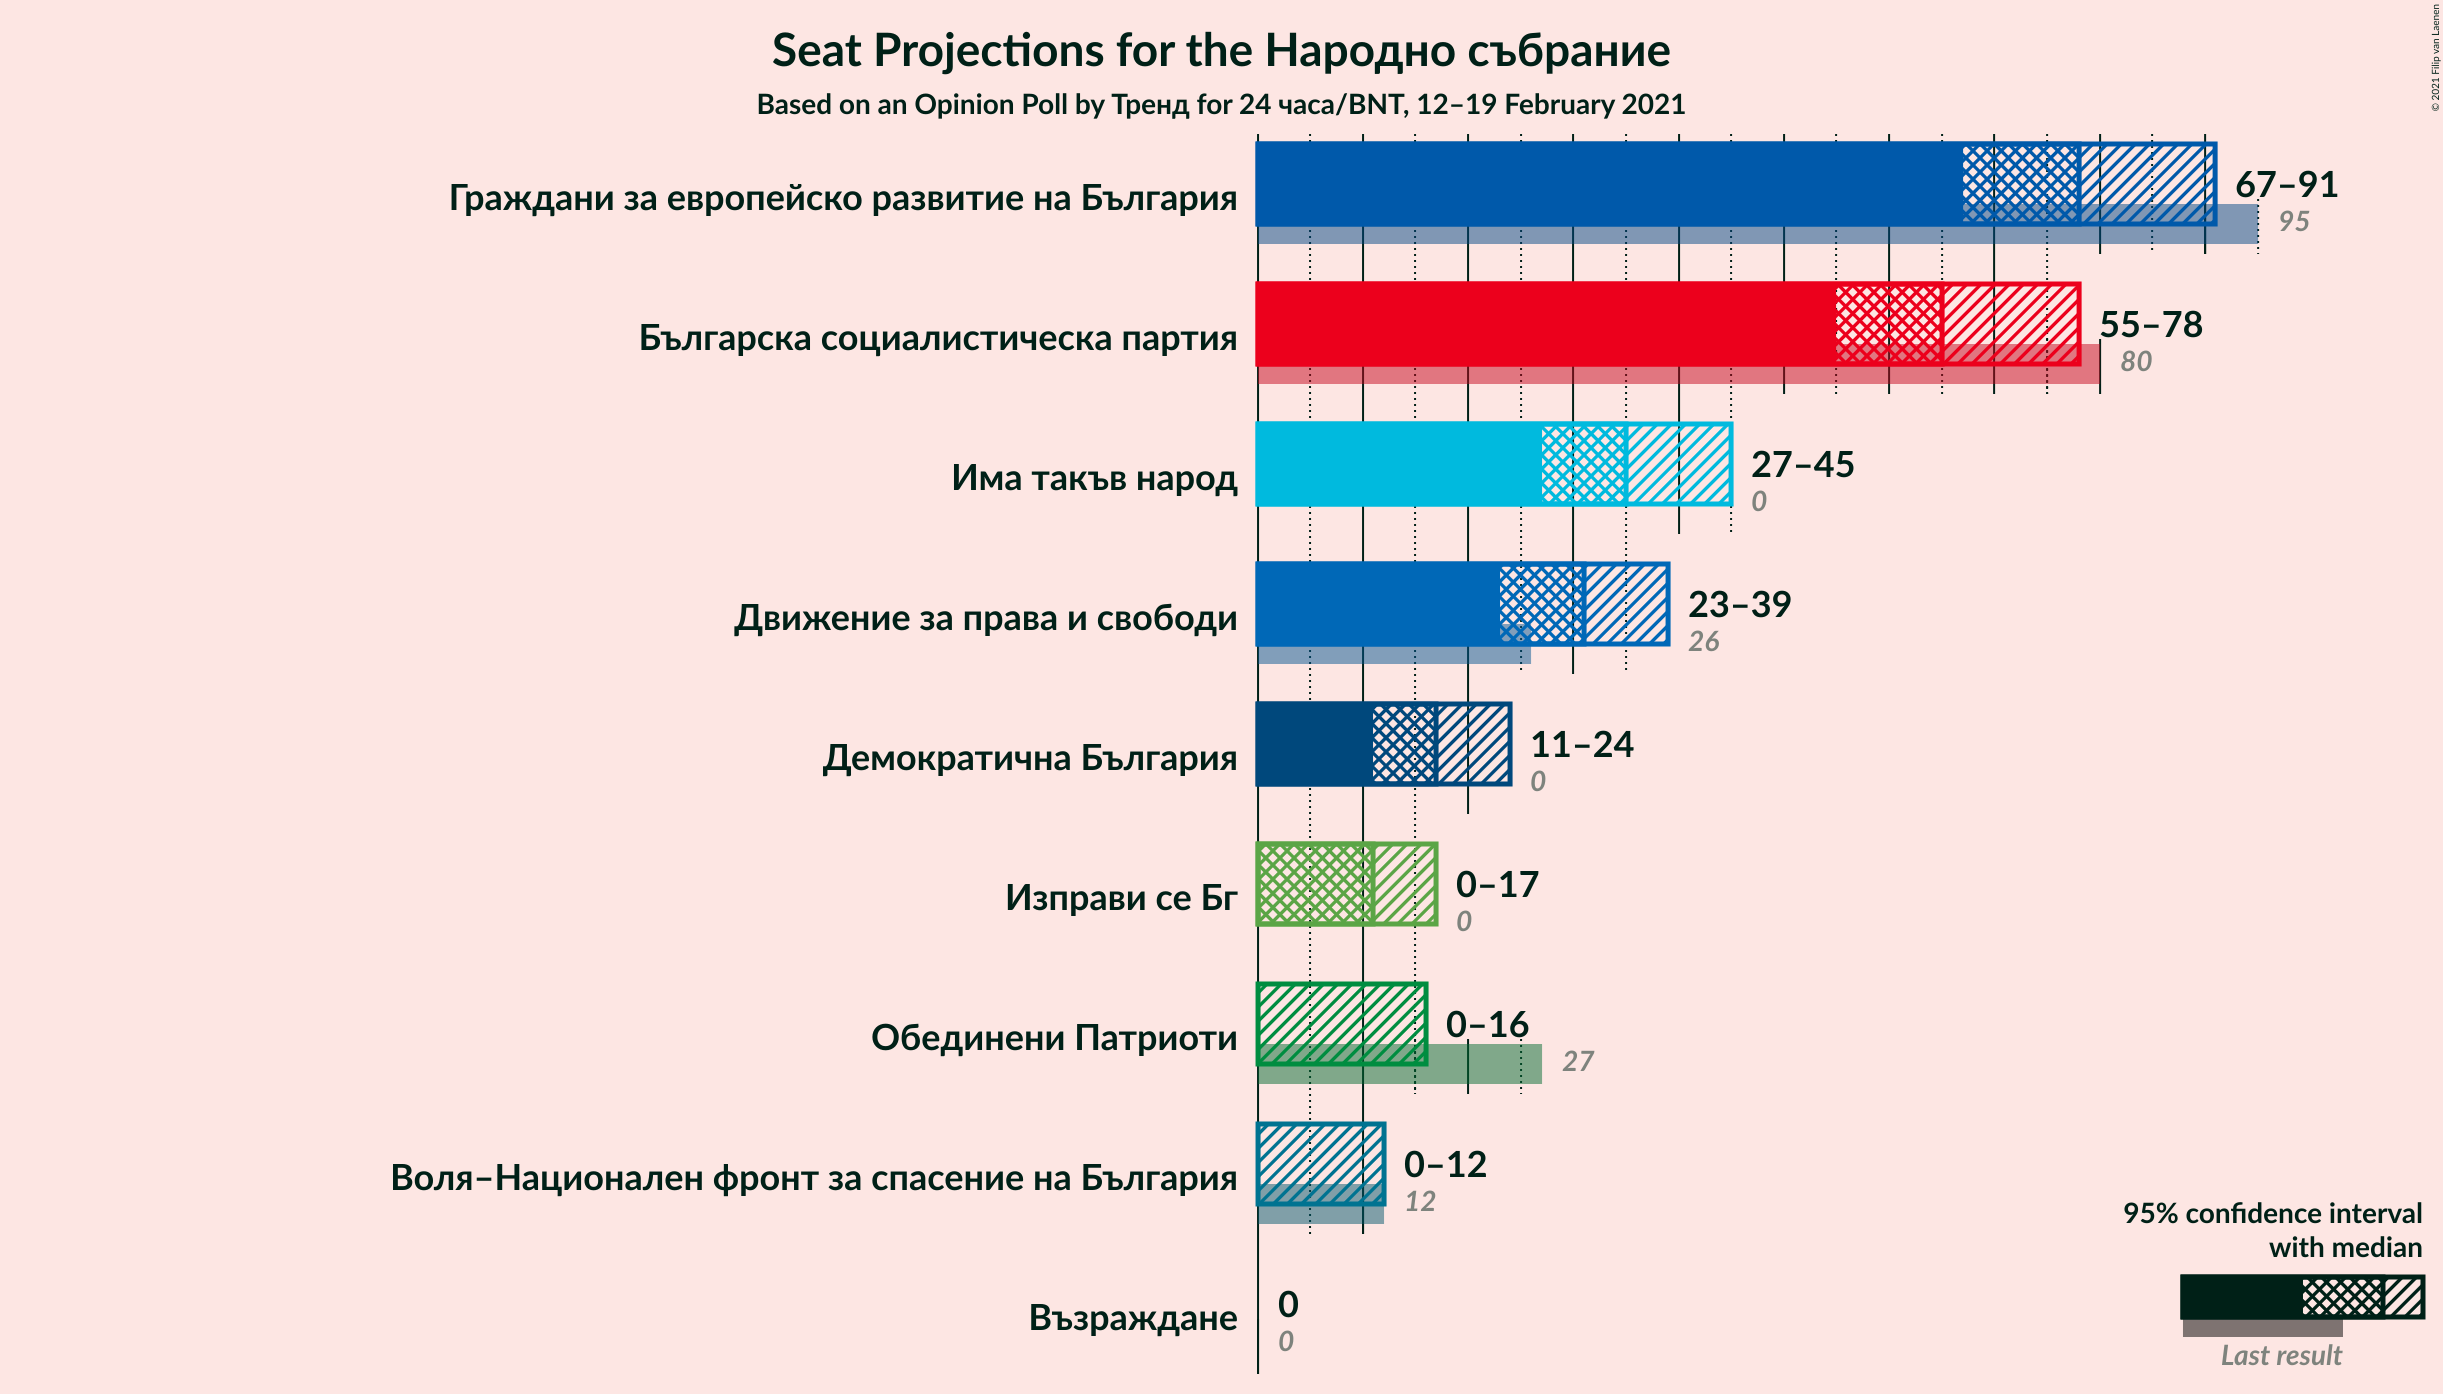 Seat Projections for the Народно събрание
Based on an Opinion Poll by Тренд for 24 часа/BNT, 12–19 February 2021
© 2021 Filip van Laenen
Граждани за европейско развитие на България
67–91
95
Българска социалистическа партия
55–78
80
Има такъв народ
27–45
0
Движение за права и свободи
23–39
26
Демократична България
11–24
0
Изправи се Бг
0–17
0
Обединени Патриоти
0–16
27
Воля–Национален фронт за спасение на България
0–12
12
Възраждане
0
0
95% confidence interval
with median
Last result